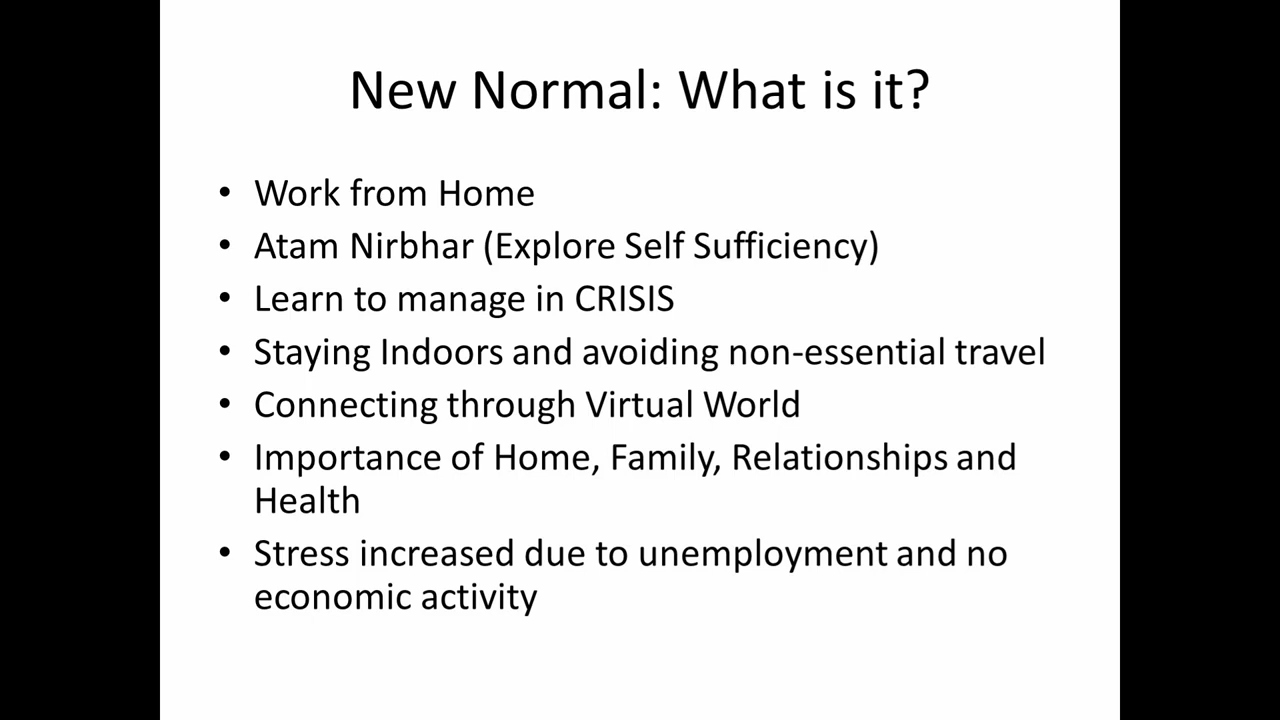 New Normal: What is it?
• Work from Home
• Atam Nirbhar (Explore Self Sufficiency)
• Learn to manage in CRISIS
• Staying Indoors and avoiding non-essential travel
• Connecting through Virtual World
• Importance of Home, Family, Relationships and
Health
• Stress increased due to unemployment and no
economic activity